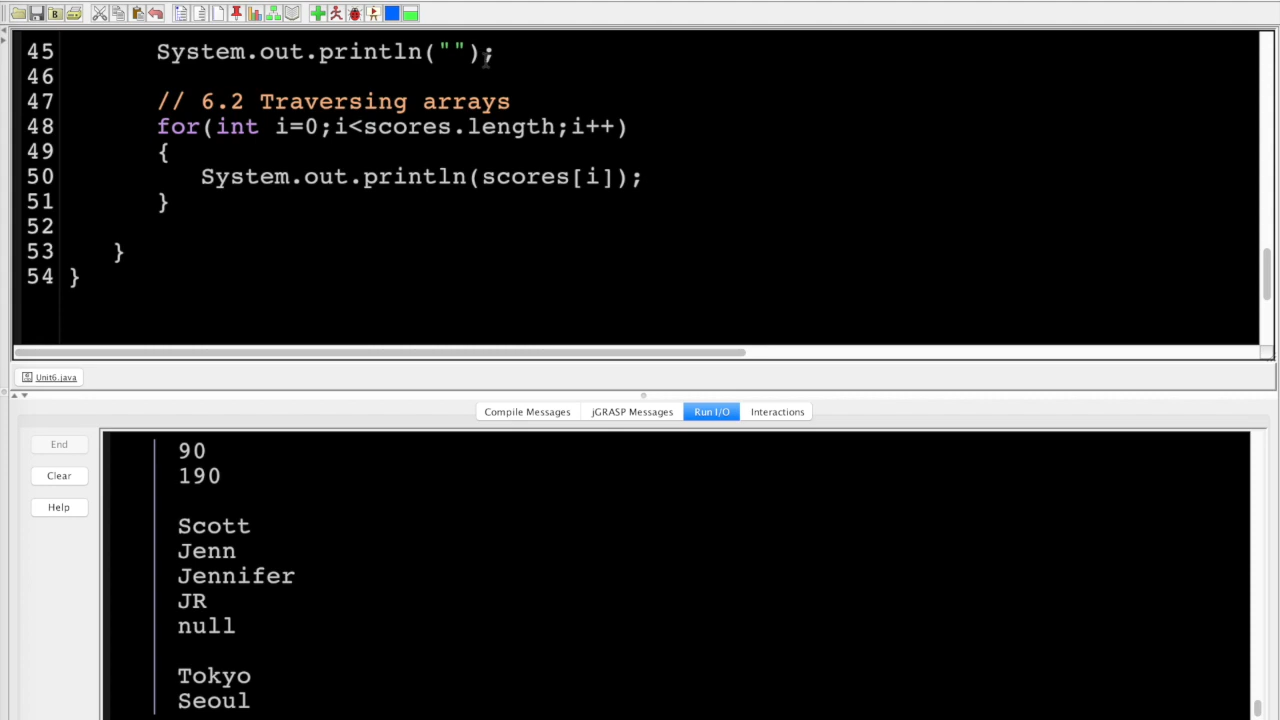 45 System.out.println("");
46
47 // 6.2 Traversing arrays
48 for(int i=0;i<scores.length;i++)
49 {
50 System.out.println(scores[i]);
51 }
52
53 }
54 }
Unit6.java
Compile Messages jGRASP Messages Run I/O Interactions
End
Clear
Help
90
190
Scott
Jenn
Jennifer
JR
null
Tokyo
Seoul